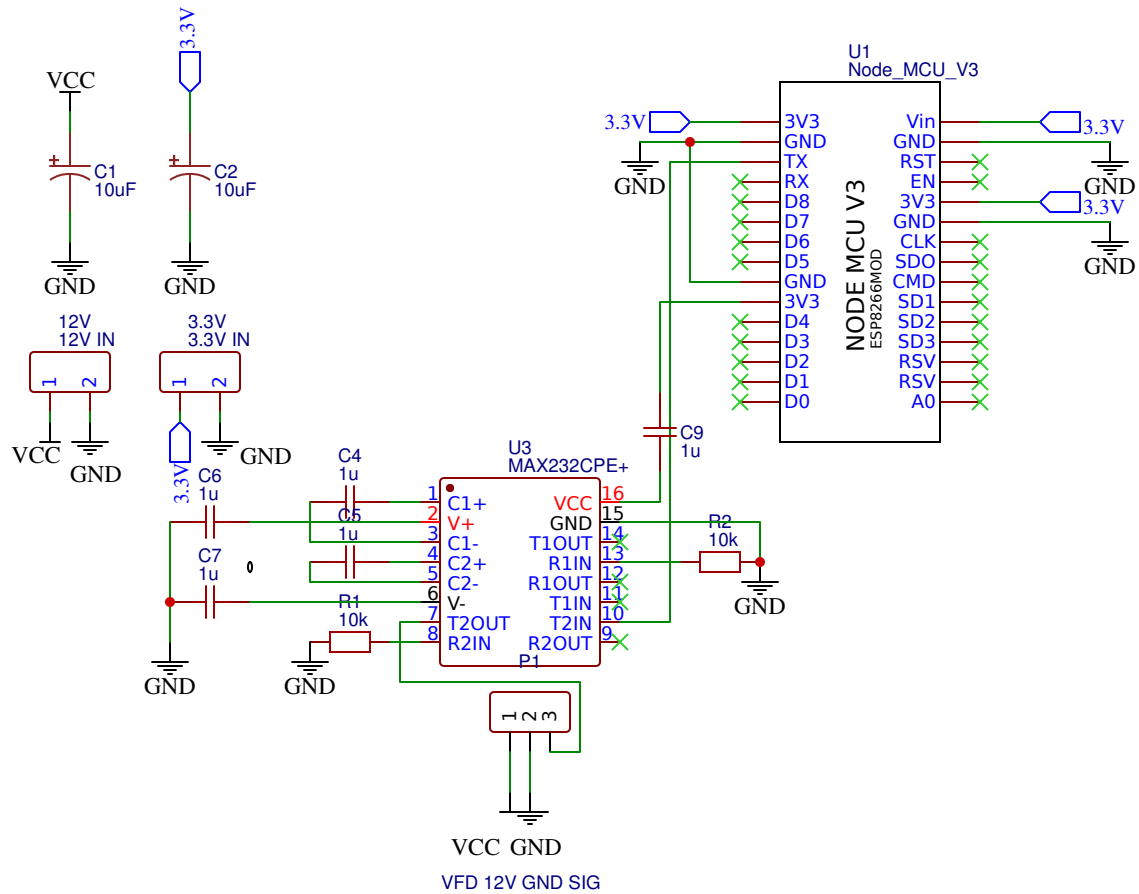 3.3V
VCC
C1
10uF
C2
10uF
GND
GND
12V
12V IN
1
2
VCC
GND
3.3V
3.3V IN
1
2
3.3V
GND
U1
Node_MCU_V3
NODE MCU V3
ESP8266MOD
3.3V
GND
3V3
GND
TX
RX
D8
D7
D6
D5
GND
3V3
D4
D3
D2
D1
D0
Vin
GND
RST
EN
3V3
GND
CLK
SDO
CMD
SD1
SD2
SD3
RSV
RSV
A0
3.3V
GND
3.3V
GND
C9
1u
U3
MAX232CPE+
1
2
3
4
5
6
7
8
C1+
V+
C1-
C2+
C2-
V-
T2OUT
R2IN
VCC
GND
T1OUT
R1IN
R1OUT
T1IN
T2IN
R2OUT
16
15
14
13
12
11
10
9
C4
1u
C5
1u
C6
1u
C7
1u
0
R1
10k
GND
GND
R2
10k
GND
P1
1
2
3
VCC
GND
VFD 12V GND SIG